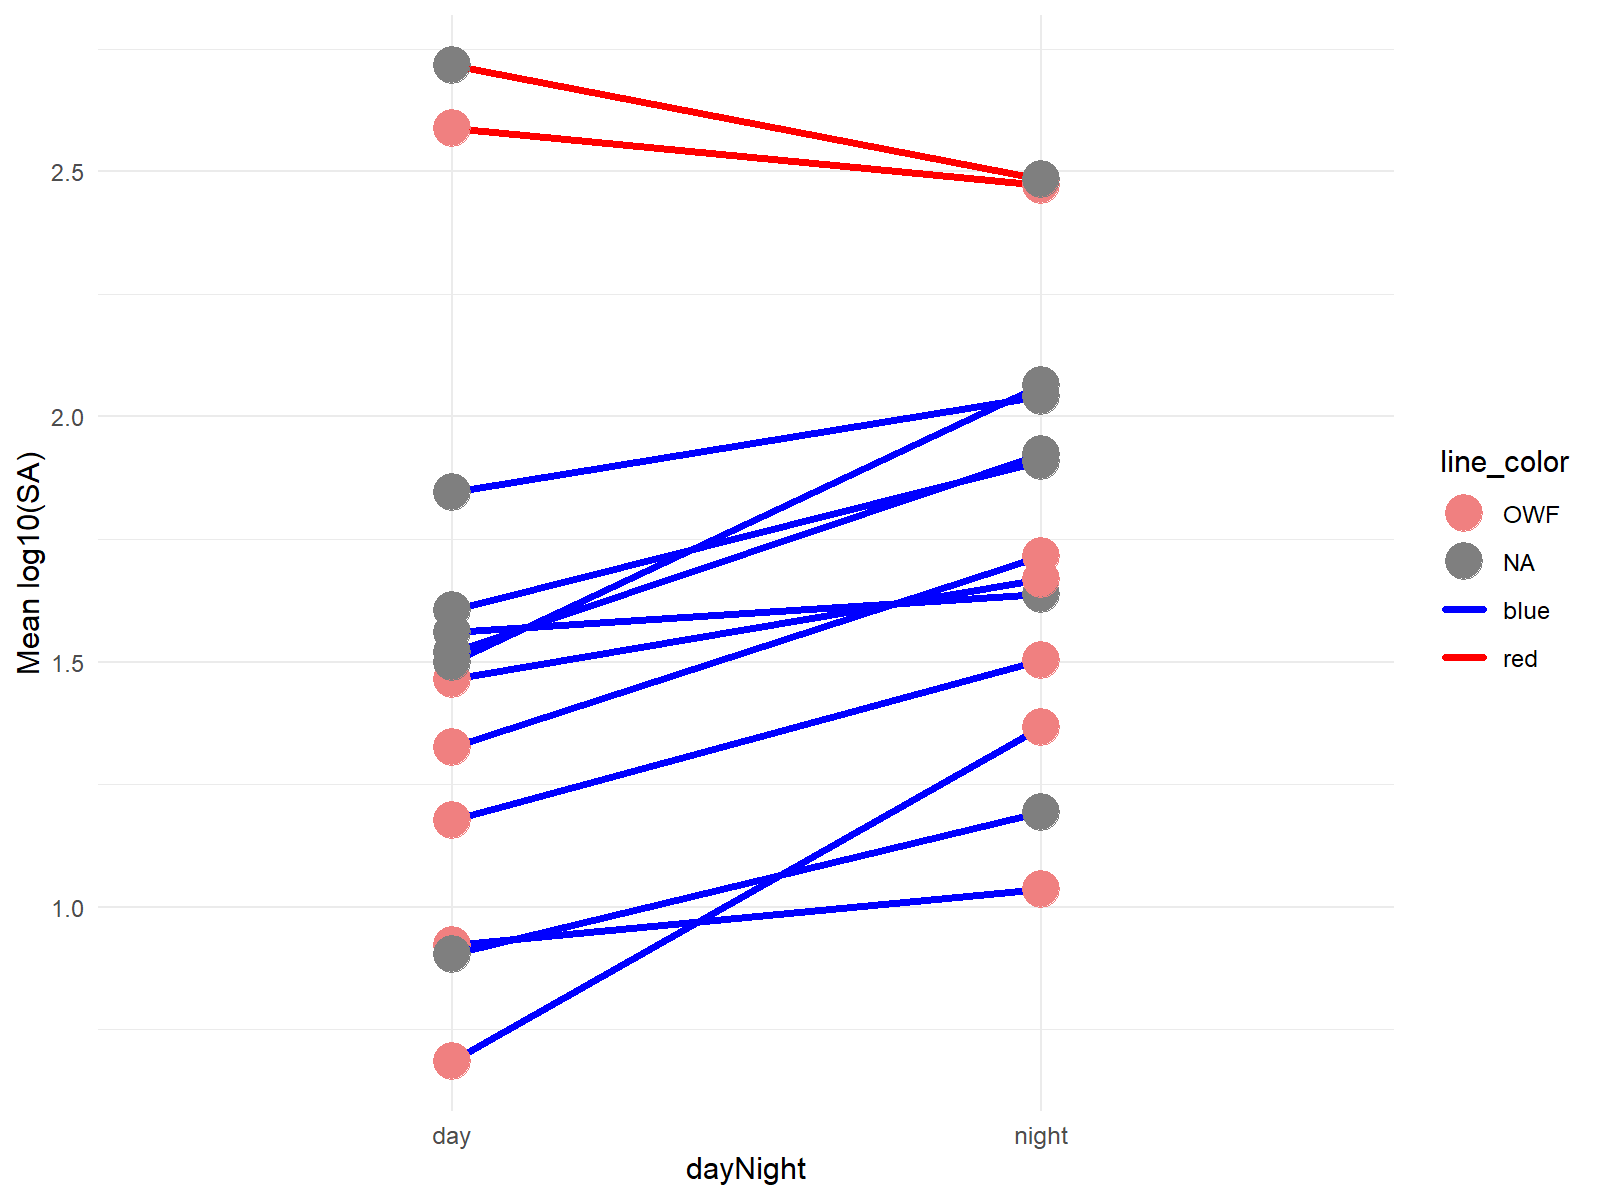 Mean log10(SA)
2.5
2.0
1.5
1.0
day
night
dayNight
line_color
OWF
NA
blue
red